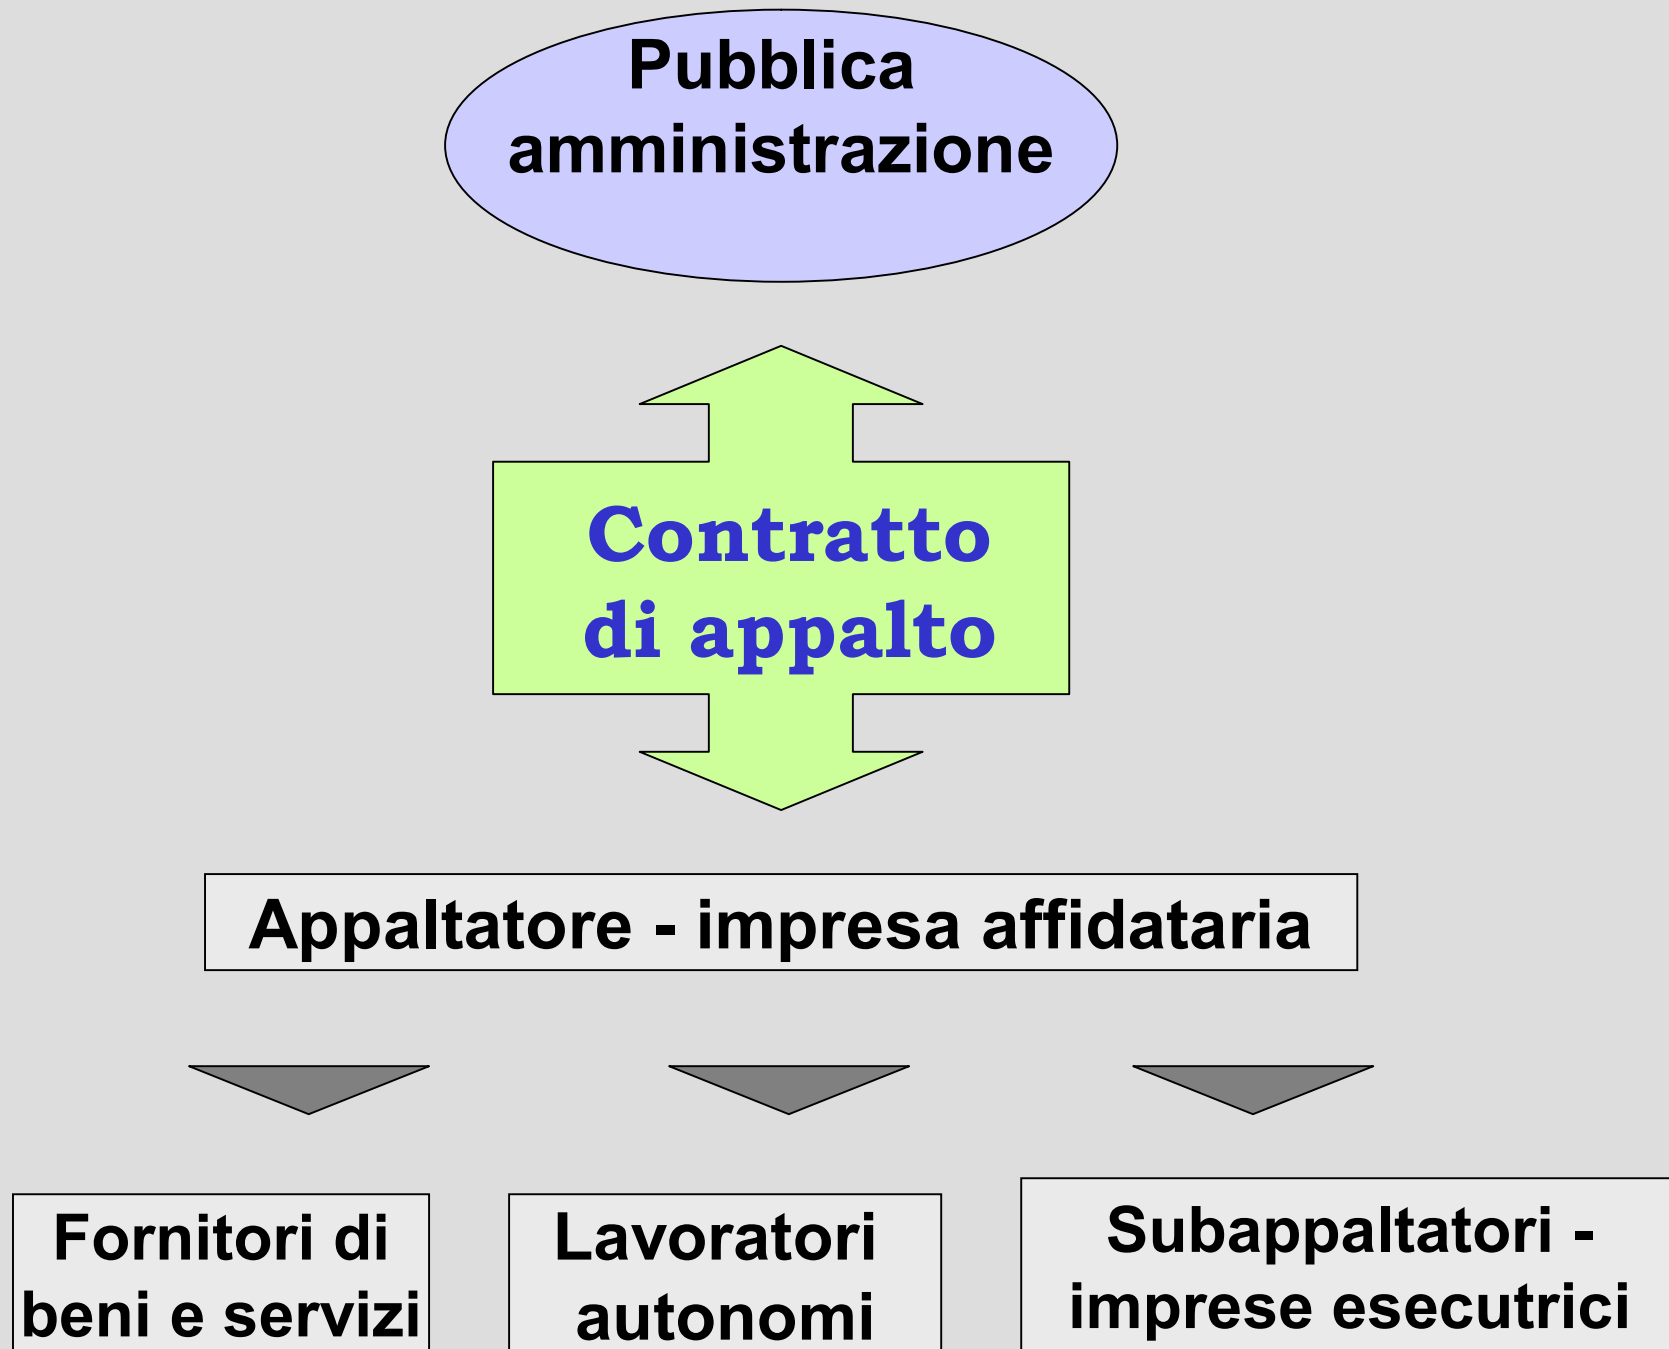 Pubblica
amministrazione
Contratto
di appalto
Appaltatore - impresa affidataria
Fornitori di
beni e servizi
Lavoratori
autonomi
Subappaltatori -
imprese esecutrici